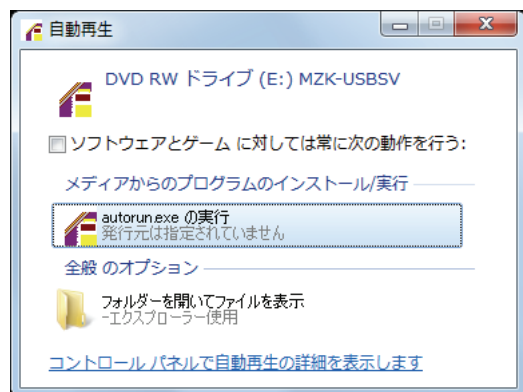 自動再生
DVD RW ドライブ (E:) MZK-USBSV
ソフトウェアとゲーム に対しては常に次の動作を行う:
メディアからのプログラムのインストール/実行
autorun.exe の実行
発行元は指定されていません
全般 のオプション
フォルダーを開いてファイルを表示
-エクスプローラー使用
コントロール パネルで自動再生の詳細を表示します